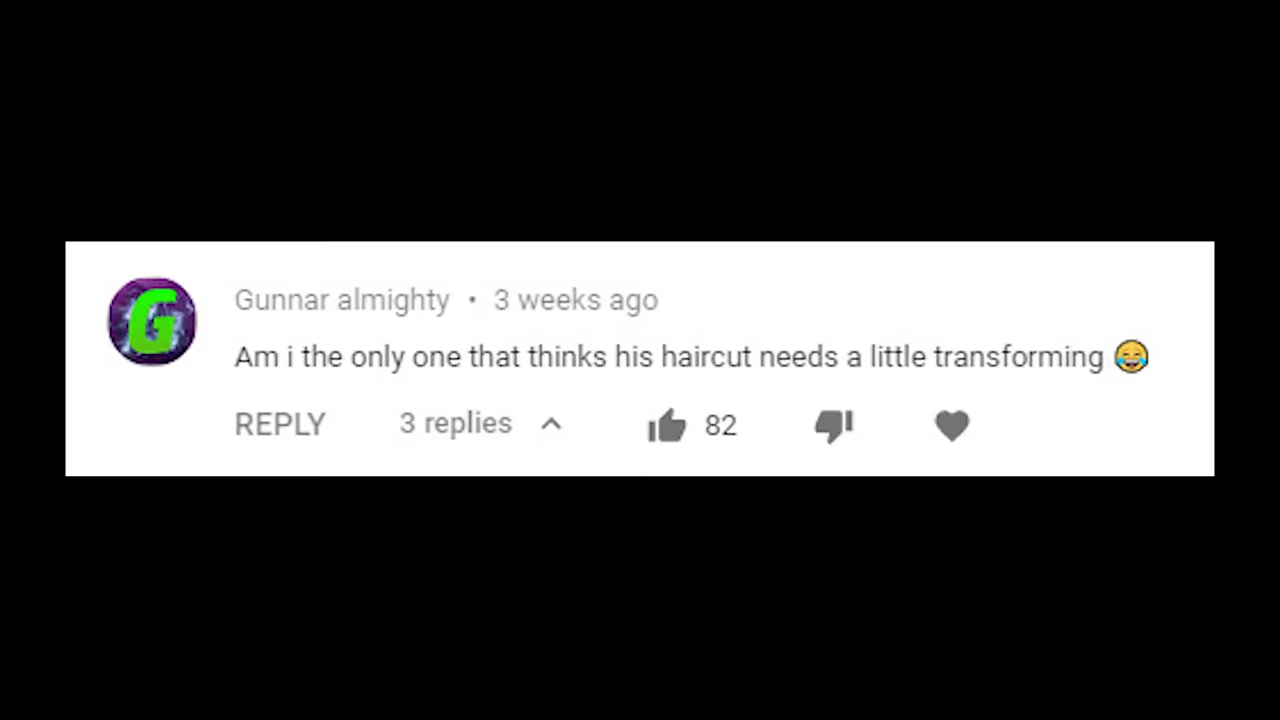 G
Gunnar almighty • 3 weeks ago
Am i the only one that thinks his haircut needs a little transforming 😂
REPLY 3 replies 82